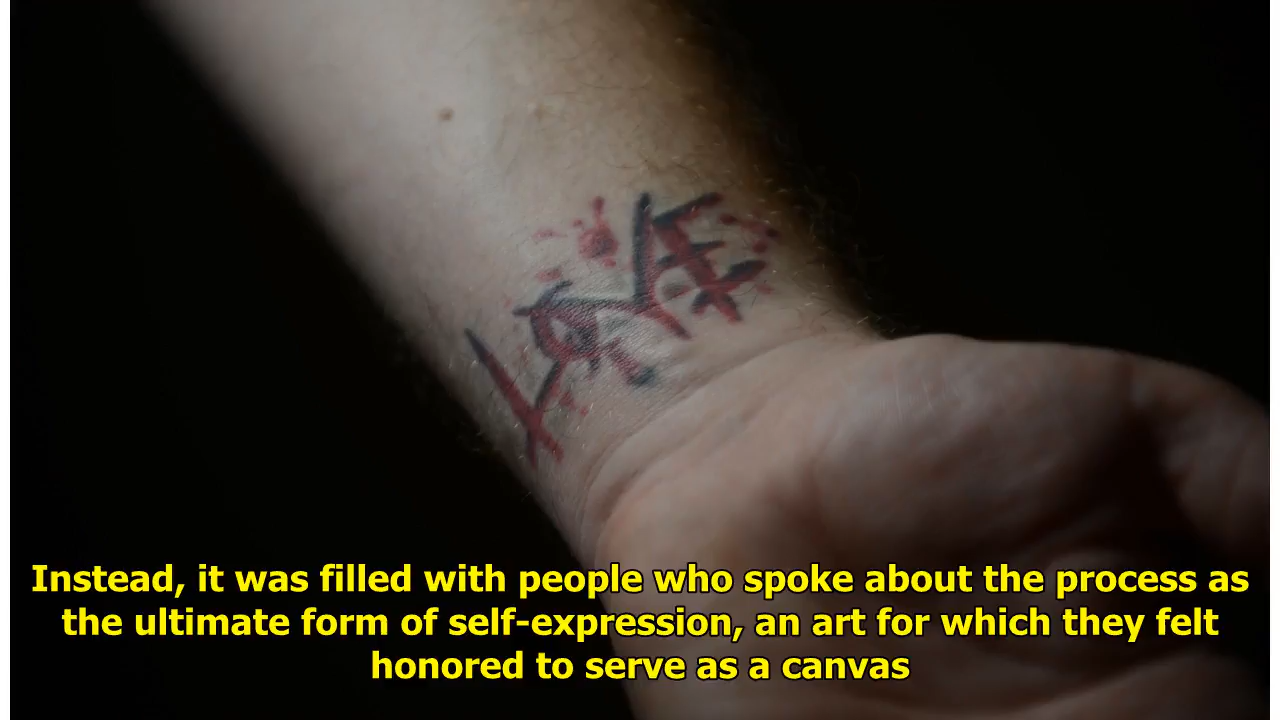 LOVE
Instead, it was filled with people who spoke about the process as
the ultimate form of self-expression, an art for which they felt
honored to serve as a canvas